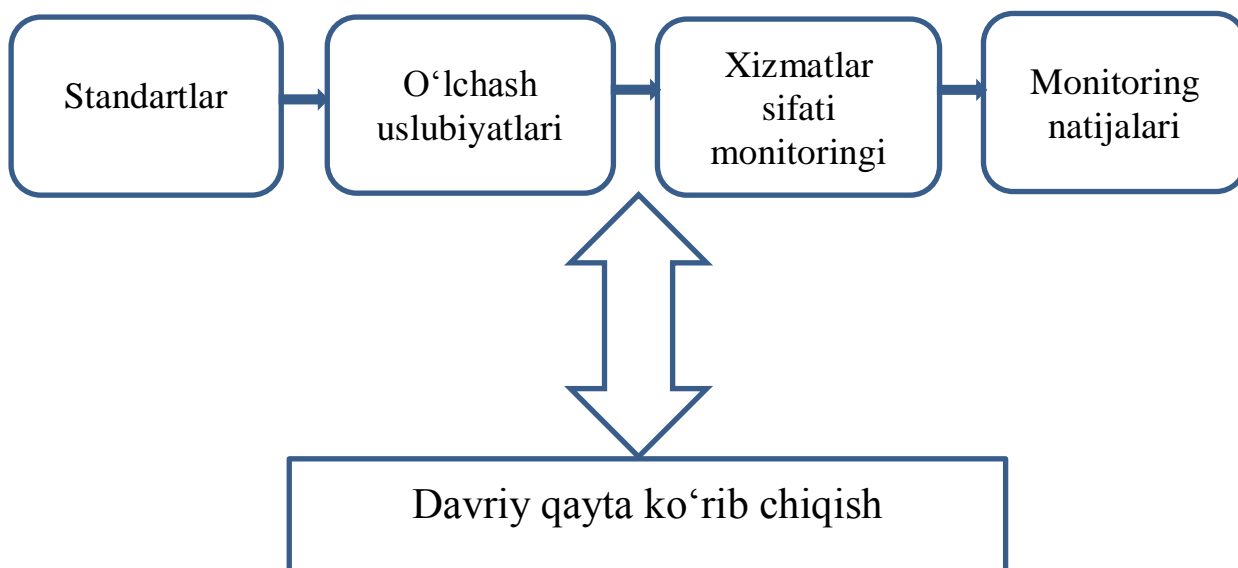 Standartlar
O‘lchash
uslubiyatlari
Xizmatlar
sifati
monitoringi
Monitoring
natijalari
Davriy qayta ko‘rib chiqish